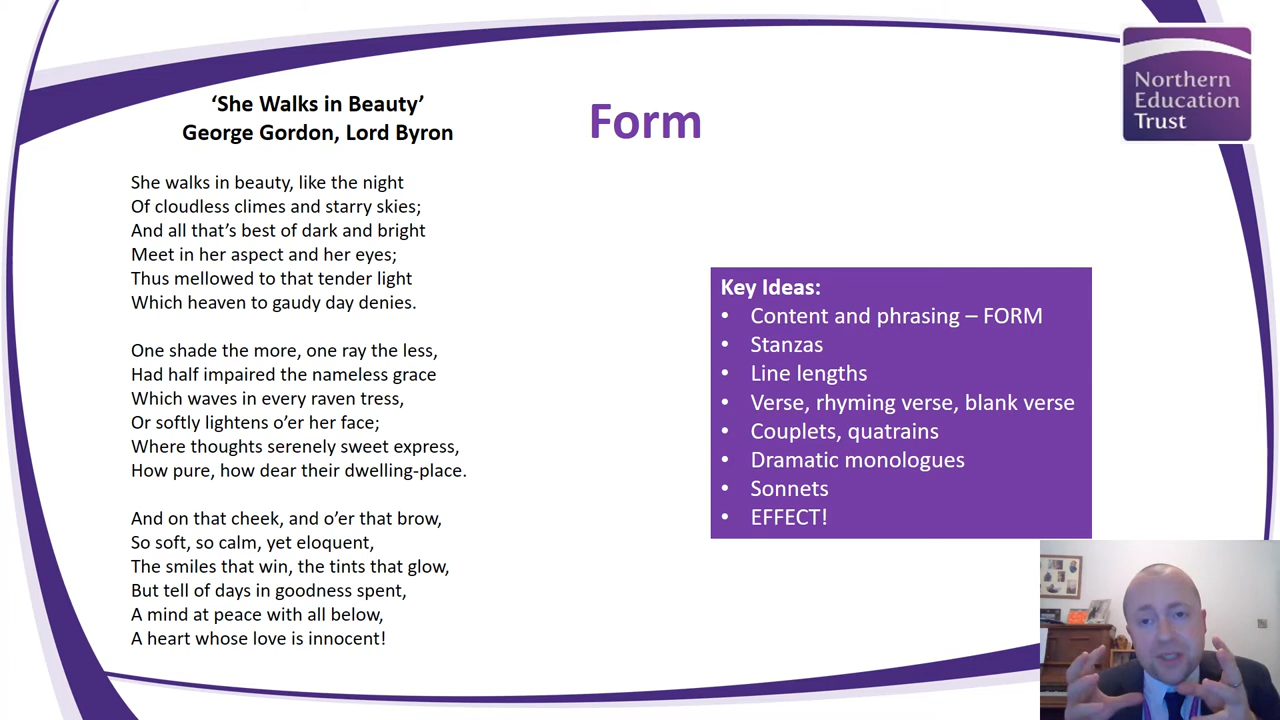 ‘She Walks in Beauty’
George Gordon, Lord Byron
She walks in beauty, like the night
Of cloudless climes and starry skies;
And all that’s best of dark and bright
Meet in her aspect and her eyes;
Thus mellowed to that tender light
Which heaven to gaudy day denies.
One shade the more, one ray the less,
Had half impaired the nameless grace
Which waves in every raven tress,
Or softly lightens o’er her face;
Where thoughts serenely sweet express,
How pure, how dear their dwelling-place.
And on that cheek, and o’er that brow,
So soft, so calm, yet eloquent,
The smiles that win, the tints that glow,
But tell of days in goodness spent,
A mind at peace with all below,
A heart whose love is innocent!
Form
Northern
Education
Trust
Key Ideas:
• Content and phrasing – FORM
• Stanzas
• Line lengths
• Verse, rhyming verse, blank verse
• Couplets, quatrains
• Dramatic monologues
• Sonnets
• EFFECT!